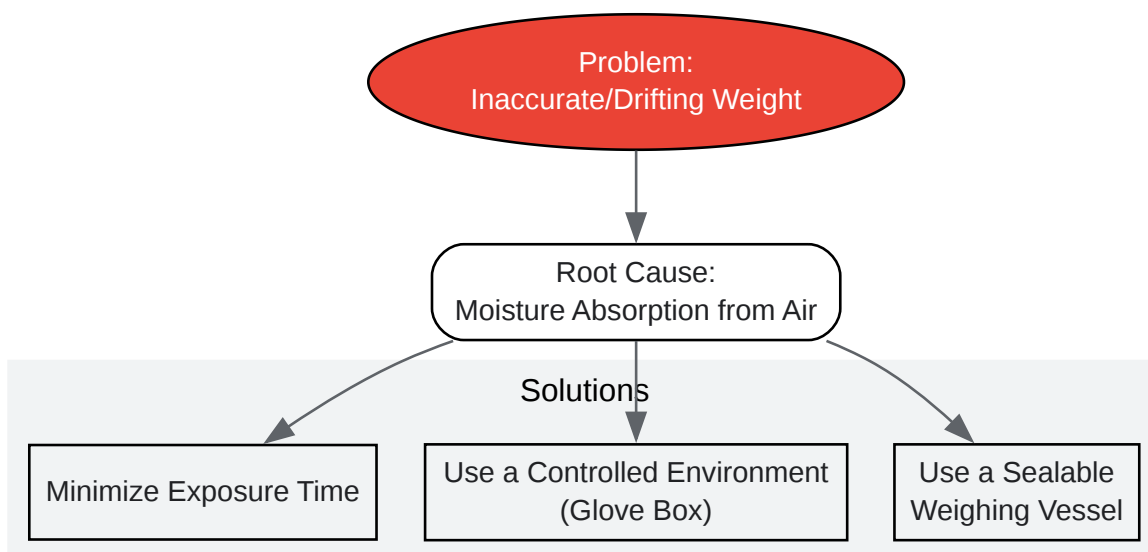 Problem:
Inaccurate/Drifting Weight
Root Cause:
Moisture Absorption from Air
Solutions
Minimize Exposure Time
Use a Controlled Environment
(Glove Box)
Use a Sealable
Weighing Vessel